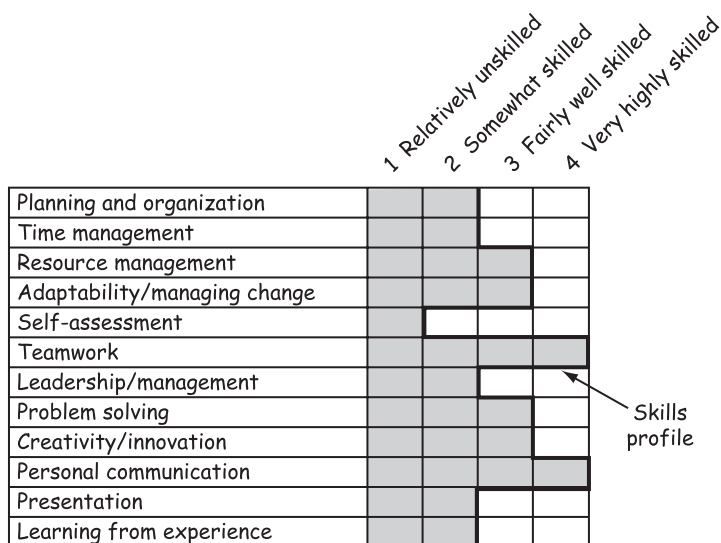 1 Relatively unskilled
2 Somewhat skilled
3 Fairly well skilled
4 Very highly skilled
Planning and organization
Time management
Resource management
Adaptability/managing change
Self-assessment
Teamwork
Leadership/management
Problem solving
Creativity/innovation
Personal communication
Presentation
Learning from experience
Skills
profile